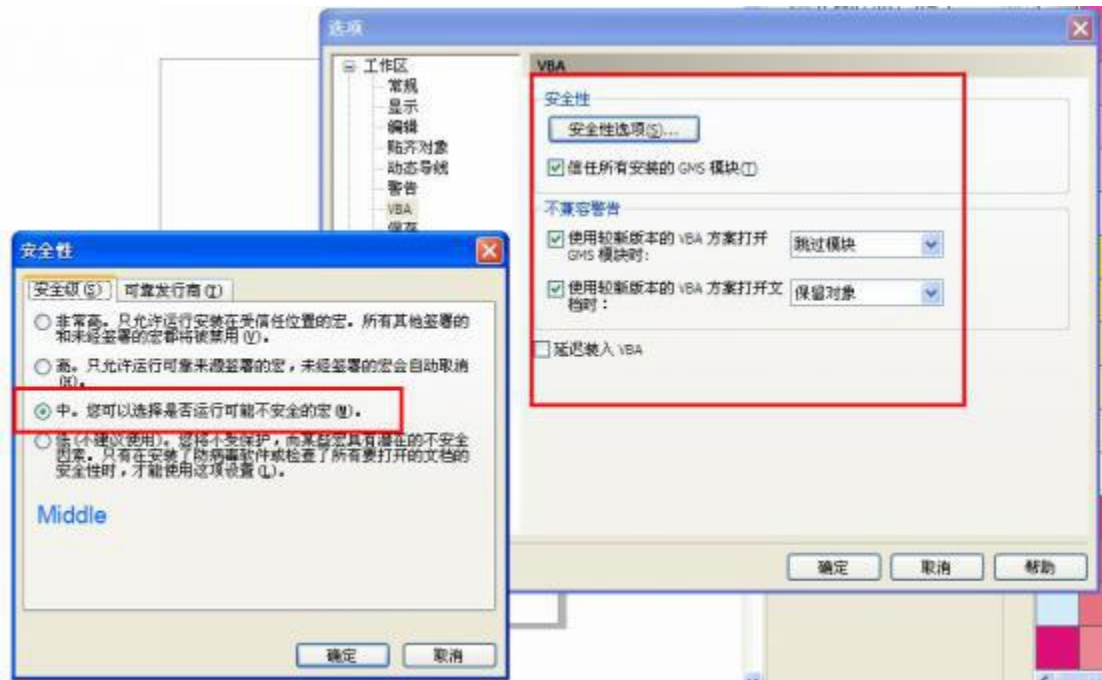 选项
工作区
常规
显示
编辑
贴齐对象
动态导线
警告
VBA
保存
VBA
安全性
安全性选项(S)...
信任所有安装的 GMS 模块(T)
不兼容警告
使用较新版本的 VBA 方案打开
GMS 模块时:
跳过模块
使用较新版本的 VBA 方案打开文
档时:
保留对象
延迟装入 VBA
确定
取消
帮助
安全性
安全级(S)
可靠发行商(T)
非常高。只允许运行安装在受信任位置的宏。所有其他签署的
和未经签署的宏都将被禁用(V)。
高。只允许运行可靠来源签署的宏,未经签署的宏会自动取消
(H)。
中。您可以选择是否运行可能不安全的宏(M)。
低(不建议使用)。您将不受保护,而某些宏具有潜在的不安全
因素。只有在安装了防病毒软件或检查了所有要打开的文档的
安全性时,才能使用这项设置(L)。
Middle
确定
取消